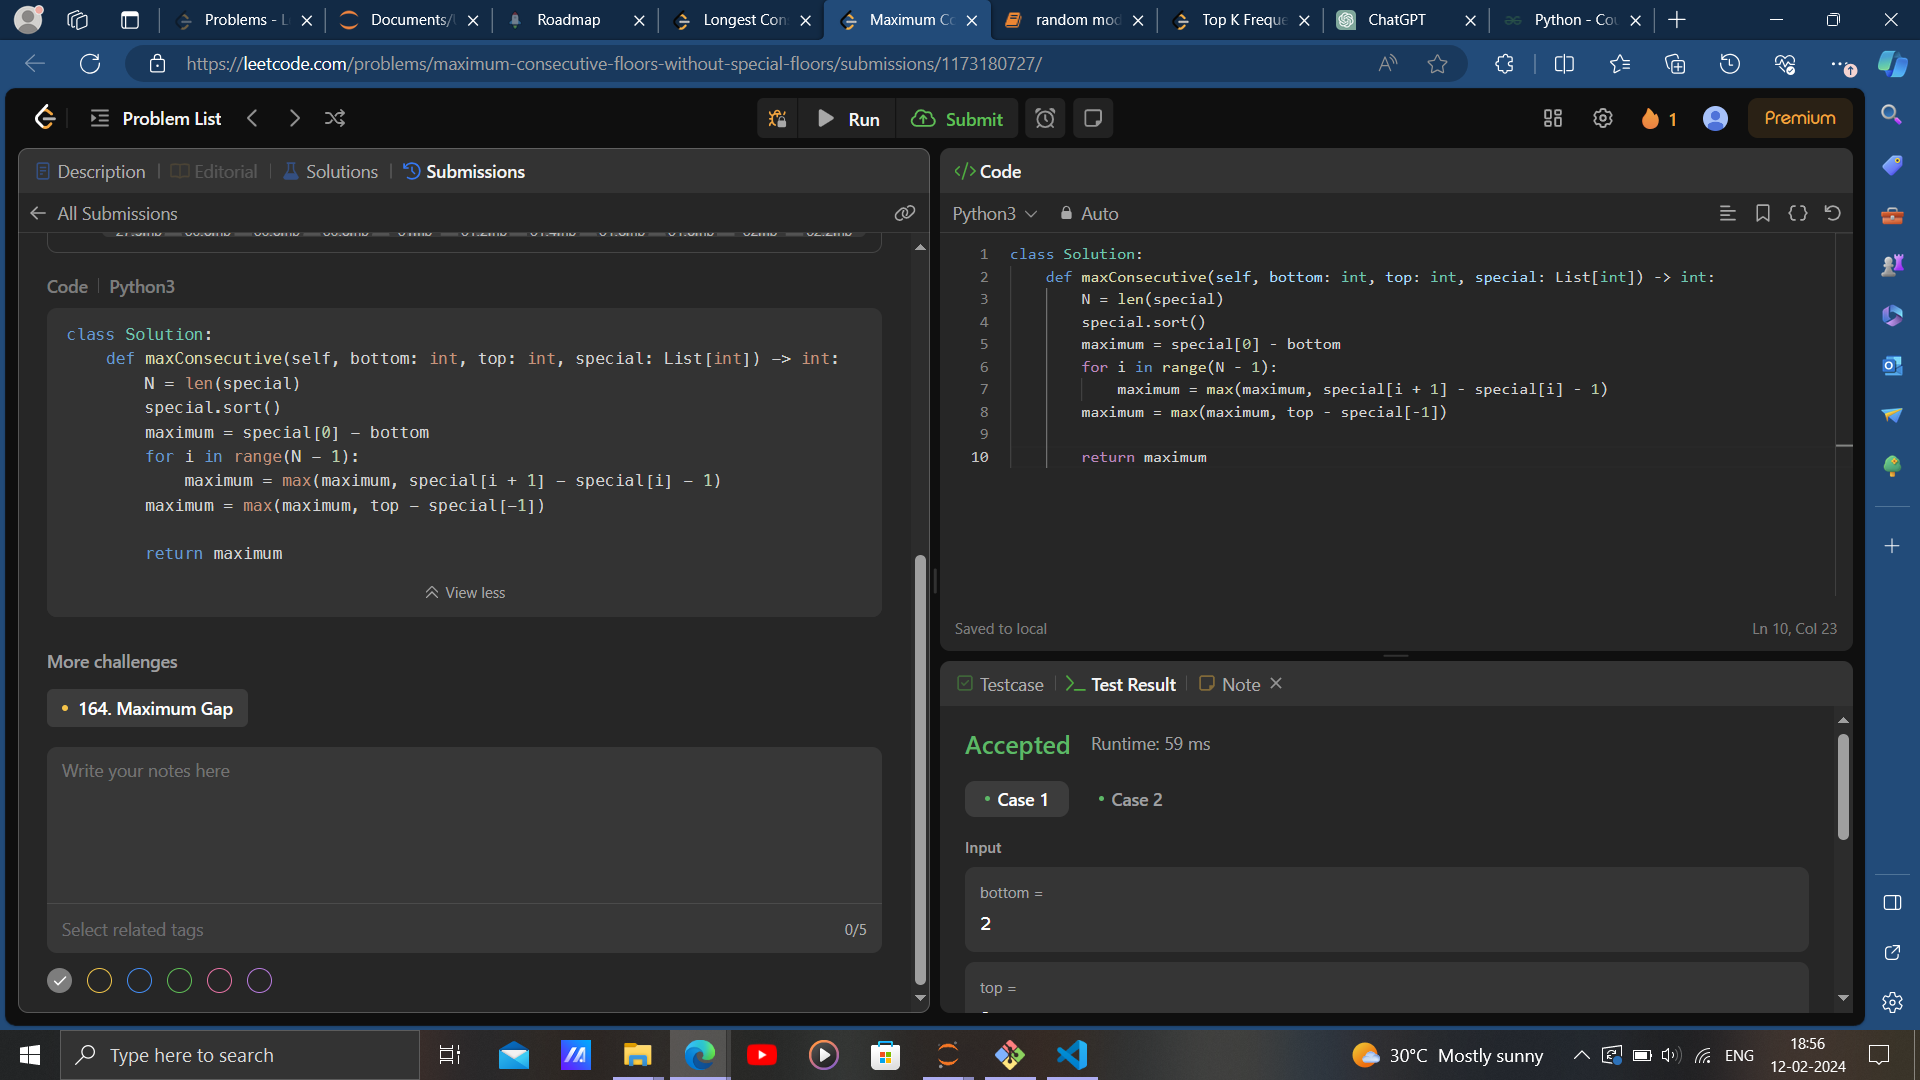 Problems - L
Documents/
Roadmap
Longest Con
Maximum Co
random mod
Top K Freque
ChatGPT
Python - Cou
https://leetcode.com/problems/maximum-consecutive-floors-without-special-floors/submissions/1173180727/
Problem List
Run
Submit
1
Premium
Description
Editorial
Solutions
Submissions
All Submissions
Code
Python3
class Solution:
def maxConsecutive(self, bottom: int, top: int, special: List[int]) -> int:
N = len(special)
special.sort()
maximum = special[0] - bottom
for i in range(N - 1):
maximum = max(maximum, special[i + 1] - special[i] - 1)
maximum = max(maximum, top - special[-1])
return maximum
View less
More challenges
164. Maximum Gap
Write your notes here
Select related tags
0/5
Code
Python3
Auto
1 class Solution:
2 def maxConsecutive(self, bottom: int, top: int, special: List[int]) -> int:
3 N = len(special)
4 special.sort()
5 maximum = special[0] - bottom
6 for i in range(N - 1):
7 maximum = max(maximum, special[i + 1] - special[i] - 1)
8 maximum = max(maximum, top - special[-1])
9
10 return maximum
Saved to local
Ln 10, Col 23
Testcase
Test Result
Note
Accepted
Runtime: 59 ms
Case 1
Case 2
Input
bottom =
2
top =
Type here to search
30°C Mostly sunny
ENG
18:56
12-02-2024